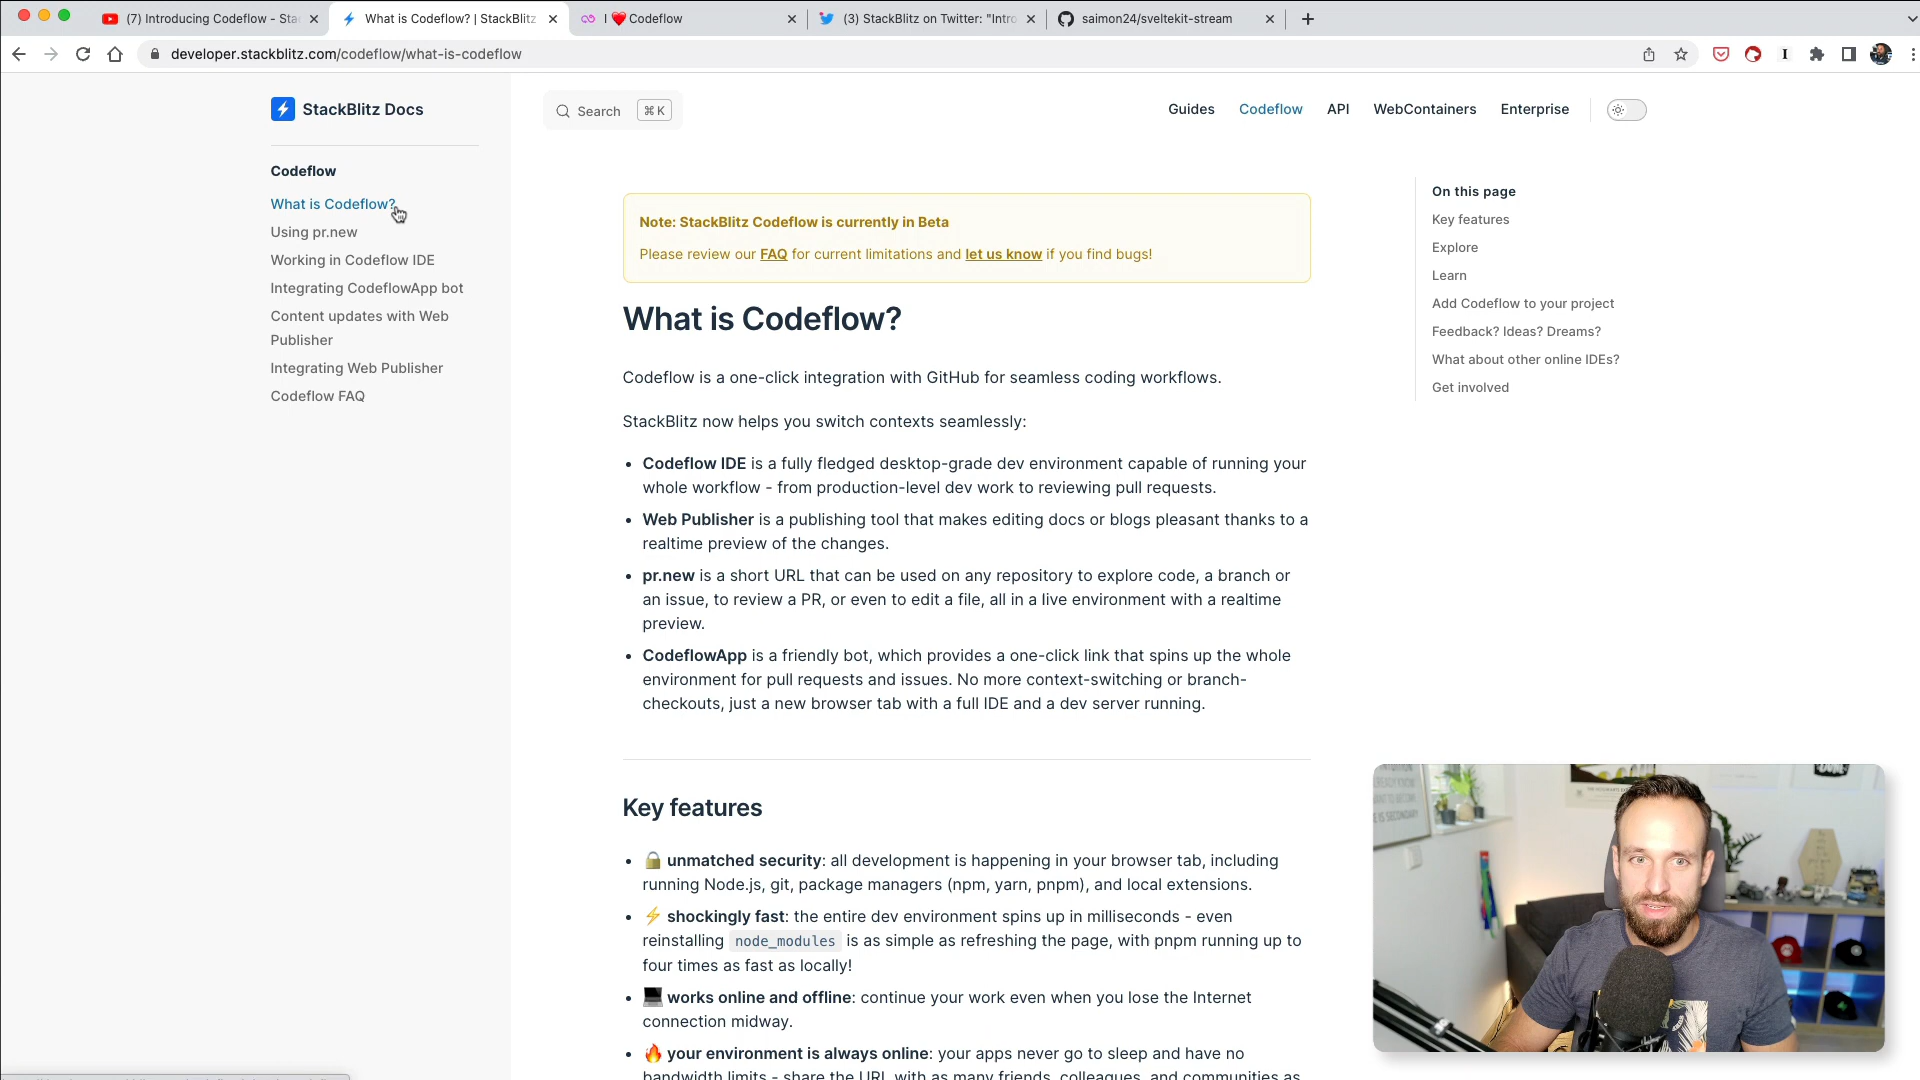 (7) Introducing Codeflow - Sta
What is Codeflow? | StackBlitz
I ❤️ Codeflow
(3) StackBlitz on Twitter: "Intro
saimon24/sveltekit-stream
developer.stackblitz.com/codeflow/what-is-codeflow
StackBlitz Docs
Search
⌘ K
Guides
Codeflow
API
WebContainers
Enterprise
Codeflow
What is Codeflow?
Using pr.new
Working in Codeflow IDE
Integrating CodeflowApp bot
Content updates with Web
Publisher
Integrating Web Publisher
Codeflow FAQ
Note: StackBlitz Codeflow is currently in Beta
Please review our FAQ for current limitations and let us know if you find bugs!
What is Codeflow?
Codeflow is a one-click integration with GitHub for seamless coding workflows.
StackBlitz now helps you switch contexts seamlessly:
• Codeflow IDE is a fully fledged desktop-grade dev environment capable of running your
whole workflow - from production-level dev work to reviewing pull requests.
• Web Publisher is a publishing tool that makes editing docs or blogs pleasant thanks to a
realtime preview of the changes.
• pr.new is a short URL that can be used on any repository to explore code, a branch or
an issue, to review a PR, or even to edit a file, all in a live environment with a realtime
preview.
• CodeflowApp is a friendly bot, which provides a one-click link that spins up the whole
environment for pull requests and issues. No more context-switching or branch-
checkouts, just a new browser tab with a full IDE and a dev server running.
Key features
• 🔒 unmatched security: all development is happening in your browser tab, including
running Node.js, git, package managers (npm, yarn, pnpm), and local extensions.
• ⚡ shockingly fast: the entire dev environment spins up in milliseconds - even
reinstalling node_modules is as simple as refreshing the page, with pnpm running up to
four times as fast as locally!
• 💻 works online and offline: continue your work even when you lose the Internet
connection midway.
• 🔥 your environment is always online: your apps never go to sleep and have no
bandwidth limits - share the URL with as many friends, colleagues, and communities as
On this page
Key features
Explore
Learn
Add Codeflow to your project
Feedback? Ideas? Dreams?
What about other online IDEs?
Get involved